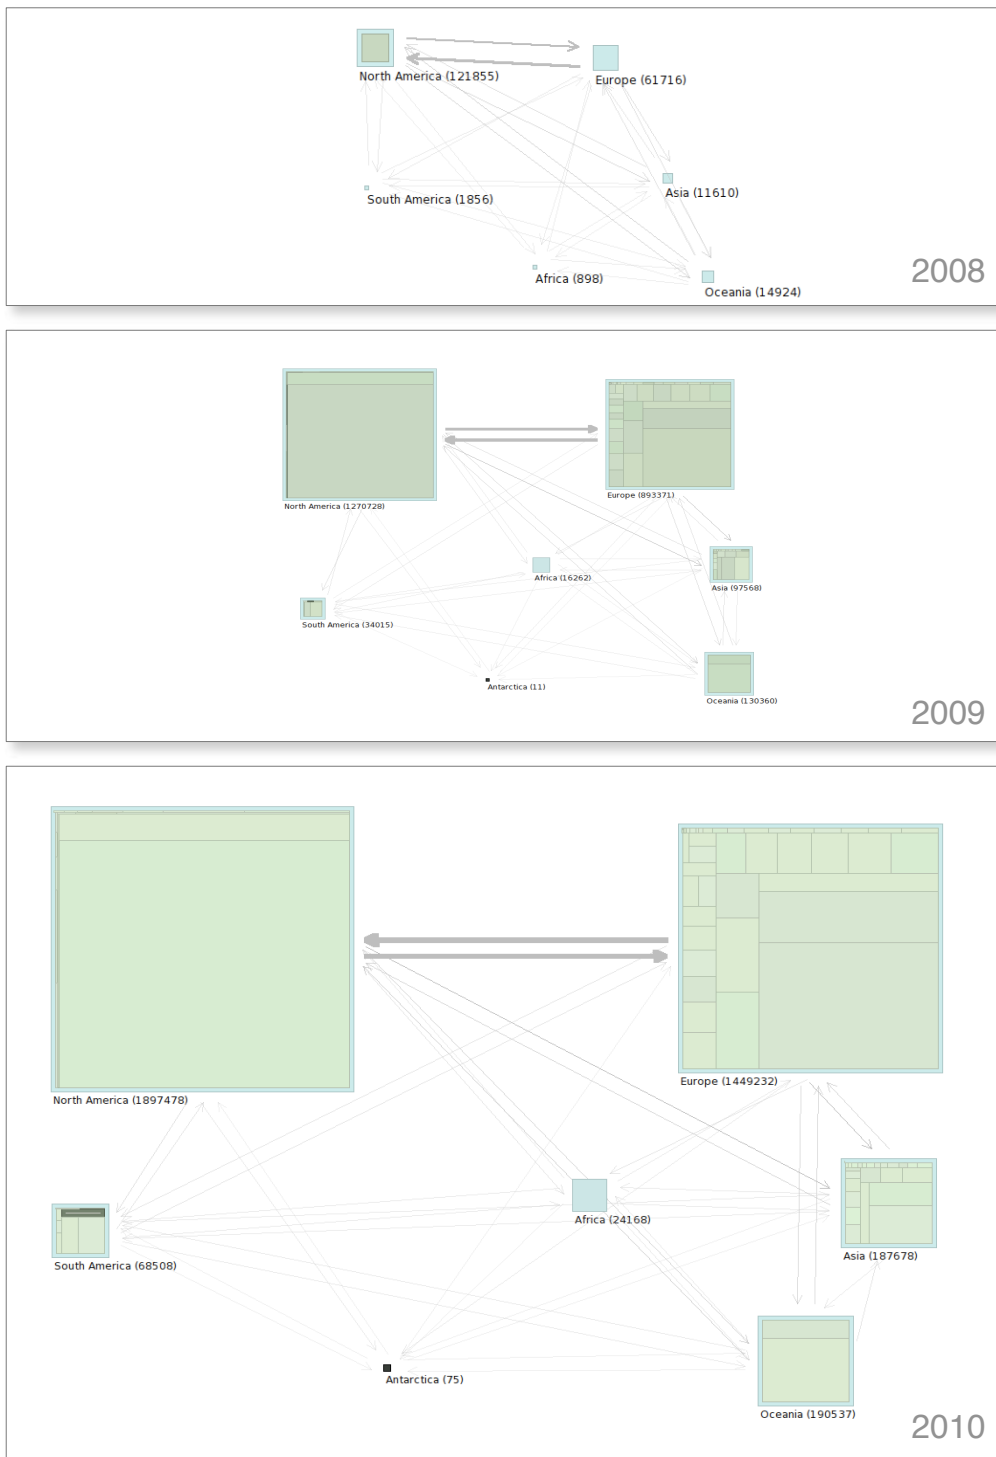 North America (121855)
Europe (61716)
South America (1856)
Asia (11610)
Africa (898)
Oceania (14924)
2008
North America (1270728)
Europe (893371)
Africa (16262)
Asia (97568)
South America (34015)
Antarctica (11)
Oceania (130360)
2009
North America (1897478)
Europe (1449232)
Africa (24168)
Asia (187678)
South America (68508)
Antarctica (75)
Oceania (190537)
2010